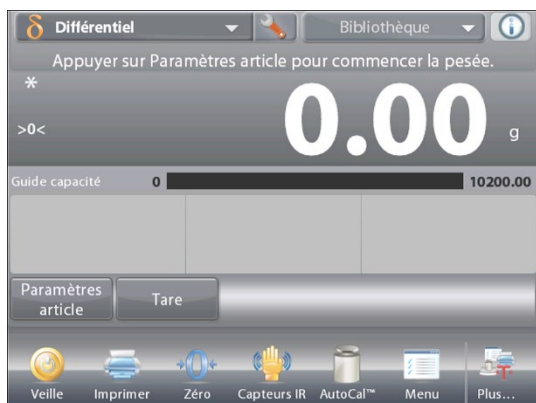 δ Différentiel Bibliothèque
Appuyer sur Paramètres article pour commencer la pesée.
*
>0<
0.00 g
Guide capacité 0 10200.00
Paramètres
article
Tare
0
Veille Imprimer Zéro Capteurs IR AutoCal™ Menu Plus...